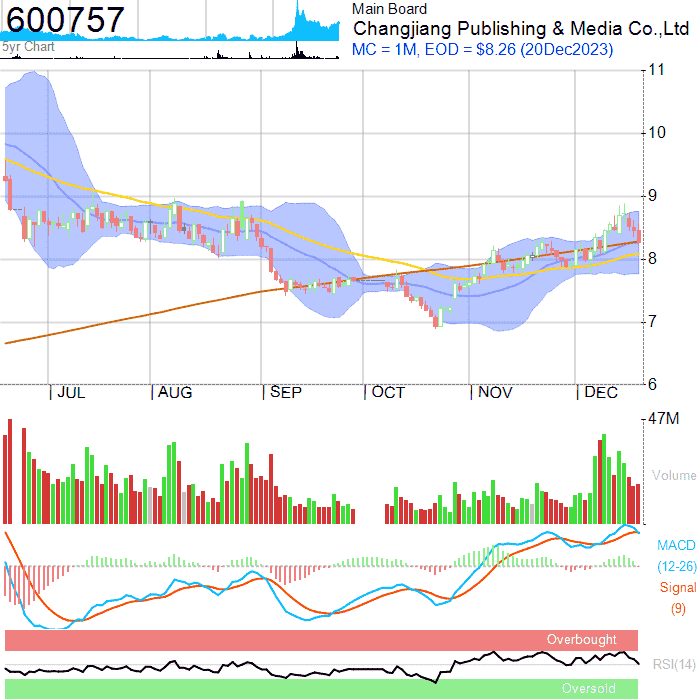 600757
Main Board
Changjiang Publishing & Media Co.,Ltd
MC = 1M, EOD = $8.26 (20Dec2023)
5yr Chart
11
10
9
8
7
6
JUL AUG SEP OCT NOV DEC
47M
Volume
MACD
(12-26)
Signal
(9)
Overbought
RSI(14)
Oversold